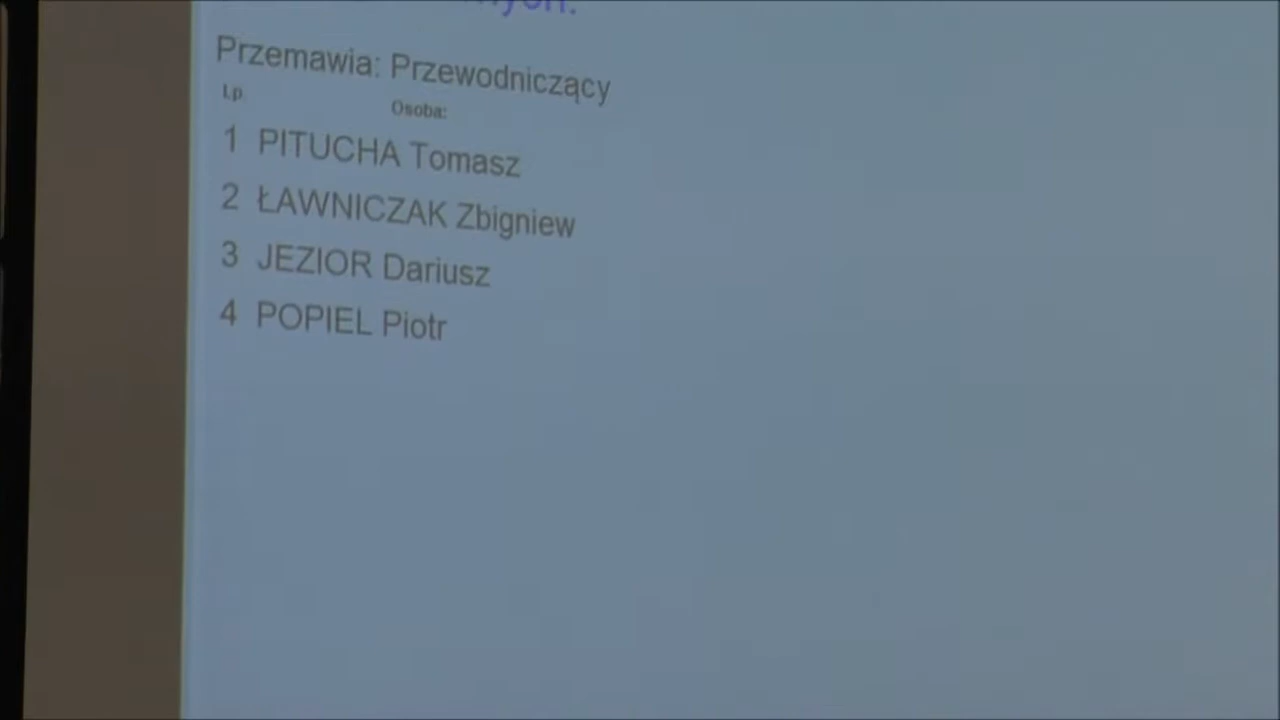 Przemawia: Przewodniczący
Lp. Osoba:
1 PITUCHA Tomasz
2 ŁAWNICZAK Zbigniew
3 JEZIOR Dariusz
4 POPIEL Piotr